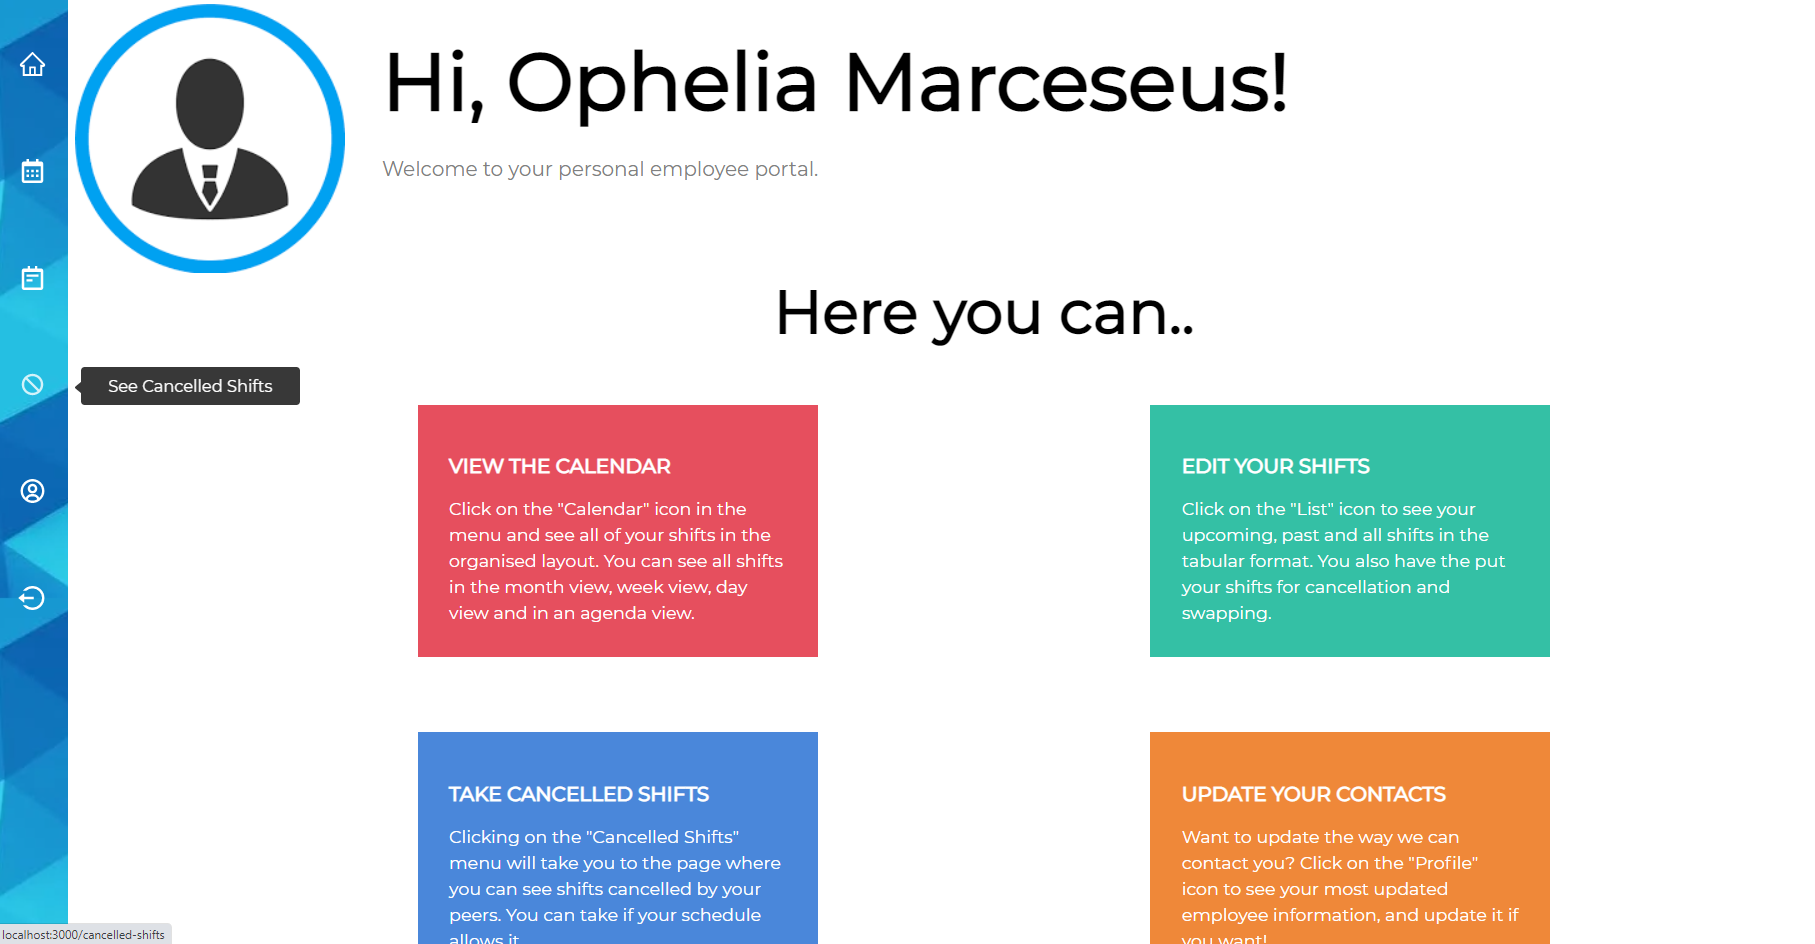 Hi, Ophelia Marceseus!
Welcome to your personal employee portal.
Here you can..
See Cancelled Shifts
VIEW THE CALENDAR
Click on the "Calendar" icon in the
menu and see all of your shifts in the
organised layout. You can see all shifts
in the month view, week view, day
view and in an agenda view.
EDIT YOUR SHIFTS
Click on the "List" icon to see your
upcoming, past and all shifts in the
tabular format. You also have the put
your shifts for cancellation and
swapping.
TAKE CANCELLED SHIFTS
Clicking on the "Cancelled Shifts"
menu will take you to the page where
you can see shifts cancelled by your
peers. You can take if your schedule
allows it
UPDATE YOUR CONTACTS
Want to update the way we can
contact you? Click on the "Profile"
icon to see your most updated
employee information, and update it if
you want!
localhost:3000/cancelled-shifts